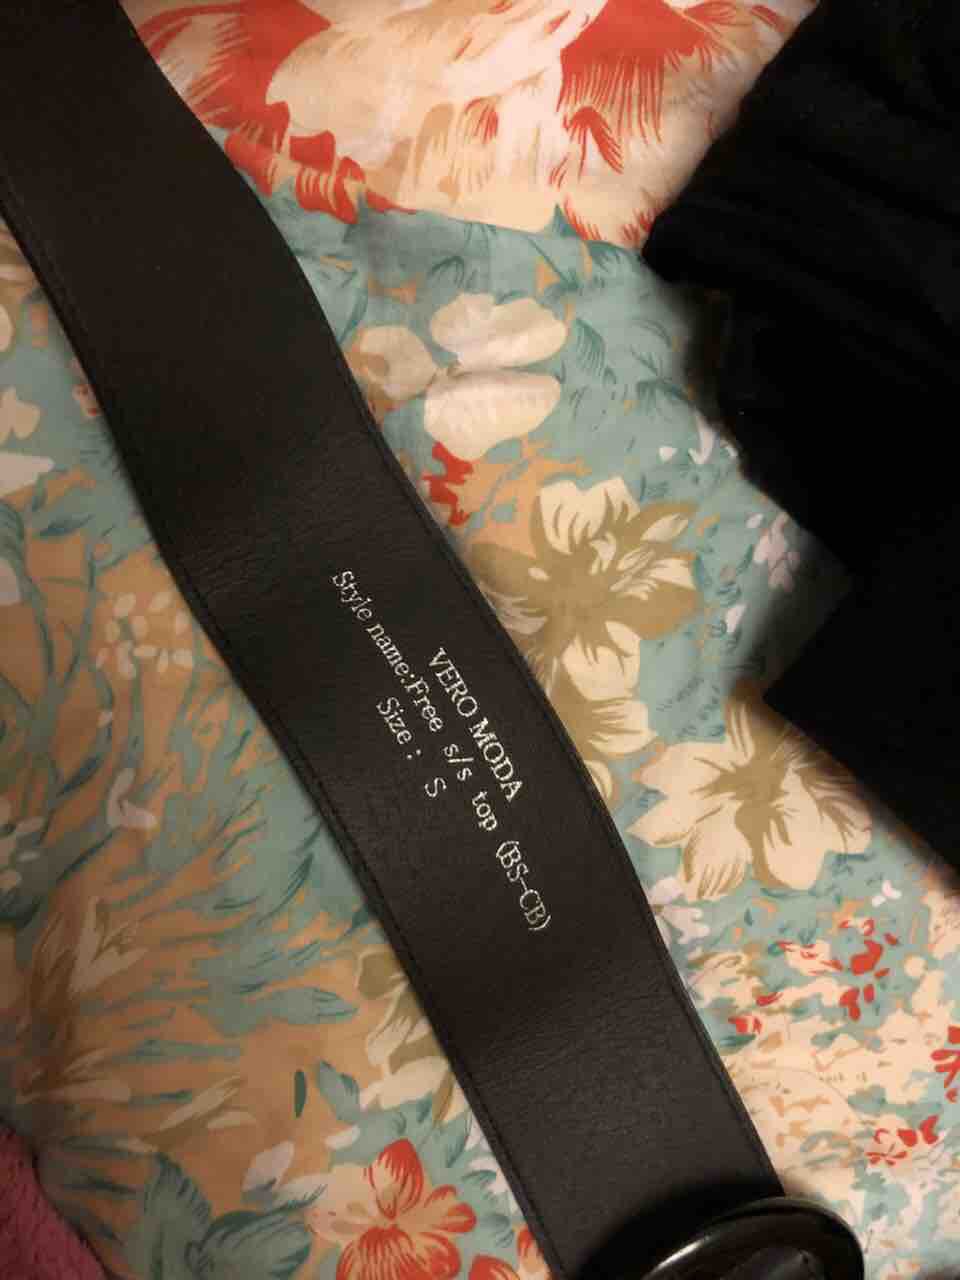 VERO MODA
Style name:Free s/s top (BS-CB)
Size : S